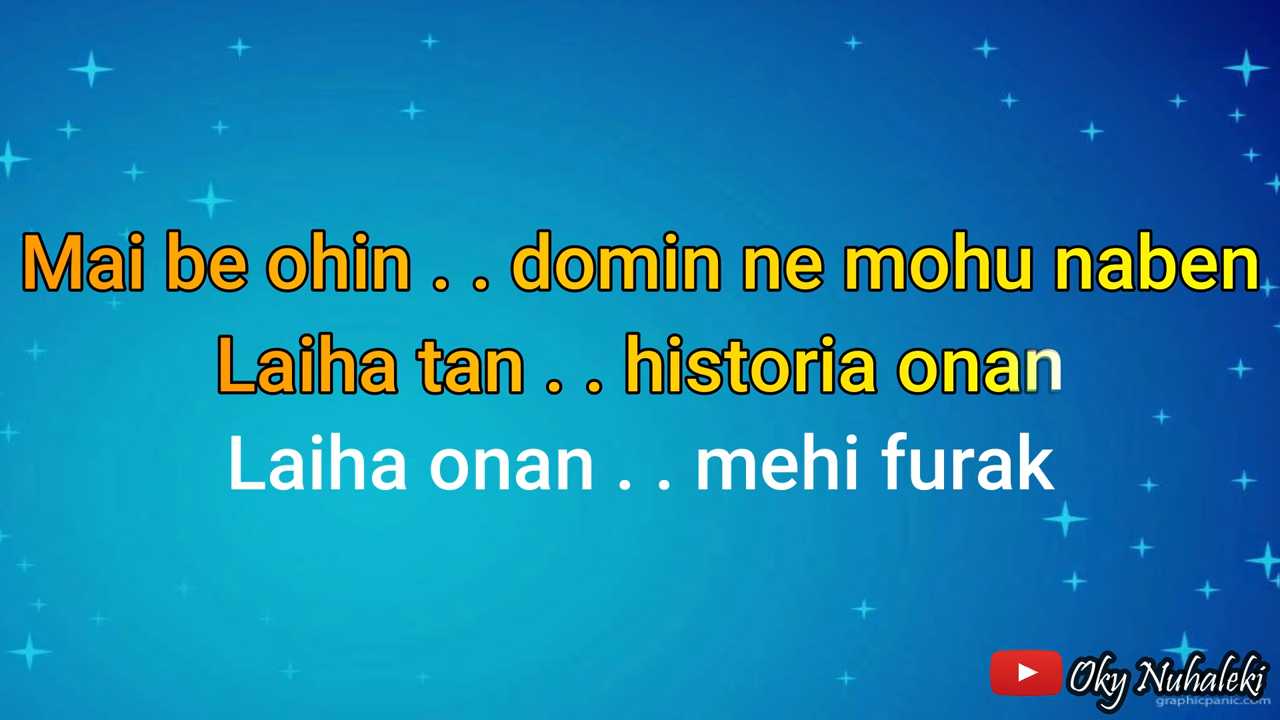 Mai be ohin . . domin ne mohu naben
Laiha tan . . historia onan
Laiha onan . . mehi furak
Oky Nuhaleki
graphicpanic.com